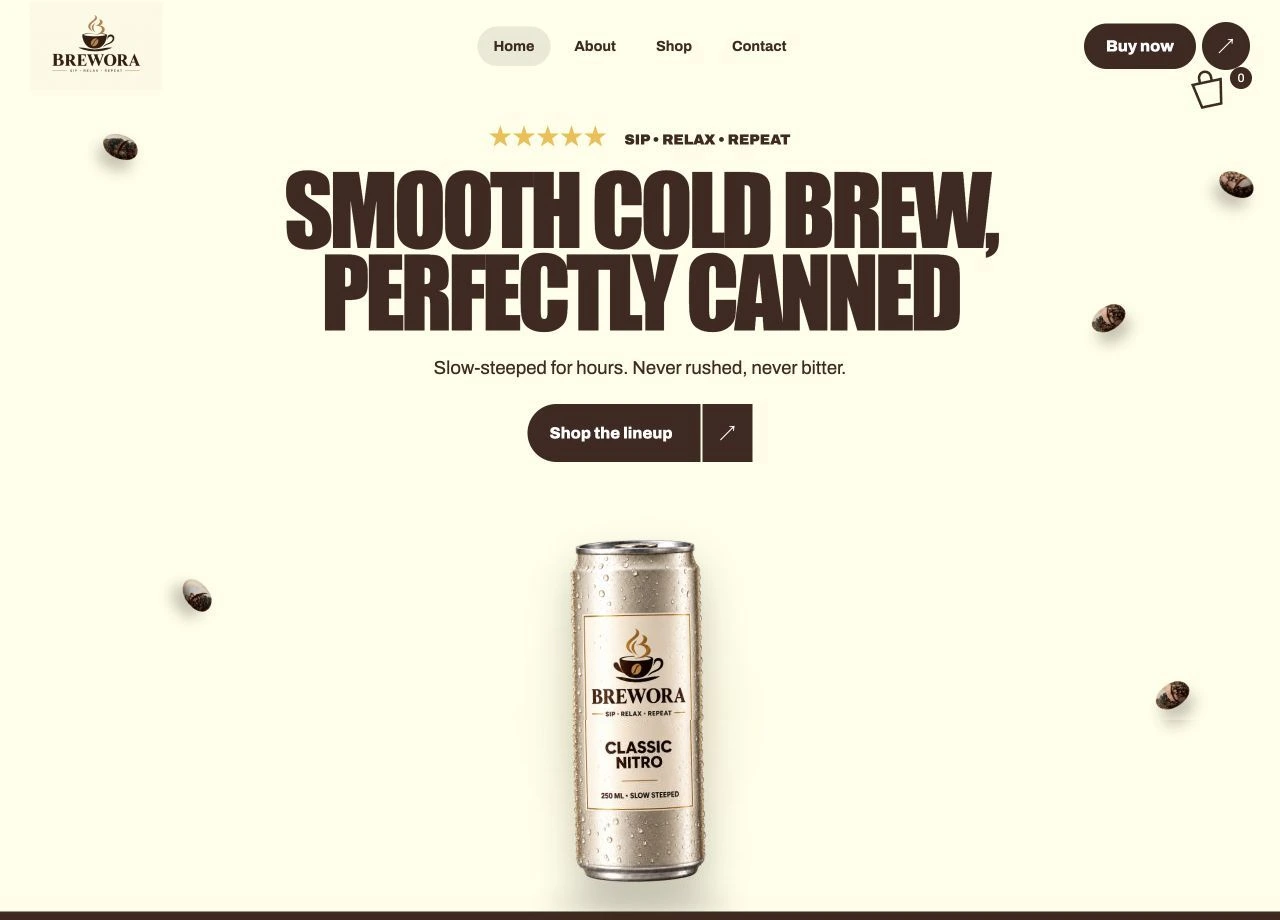 BREWORA
SIP • RELAX • REPEAT
Home
About
Shop
Contact
Buy now
0
SIP • RELAX • REPEAT
SMOOTH COLD BREW,
PERFECTLY CANNED
Slow-steeped for hours. Never rushed, never bitter.
Shop the lineup
BREWORA
SIP • RELAX • REPEAT
CLASSIC
NITRO
250 ML • SLOW STEEPED